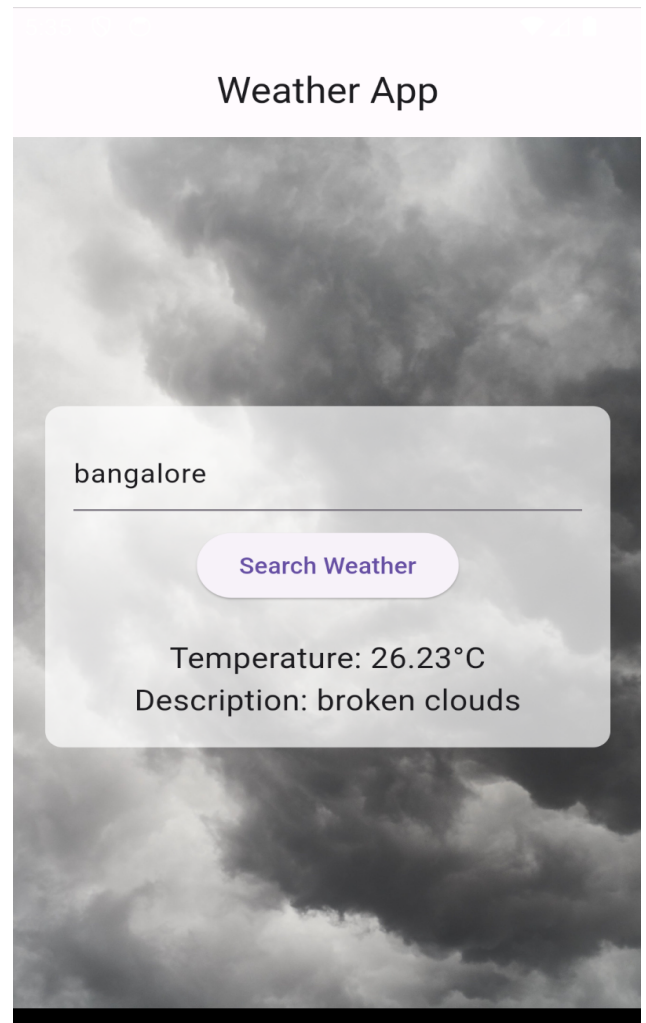 Weather App
bangalore
Search Weather
Temperature: 26.23°C
Description: broken clouds